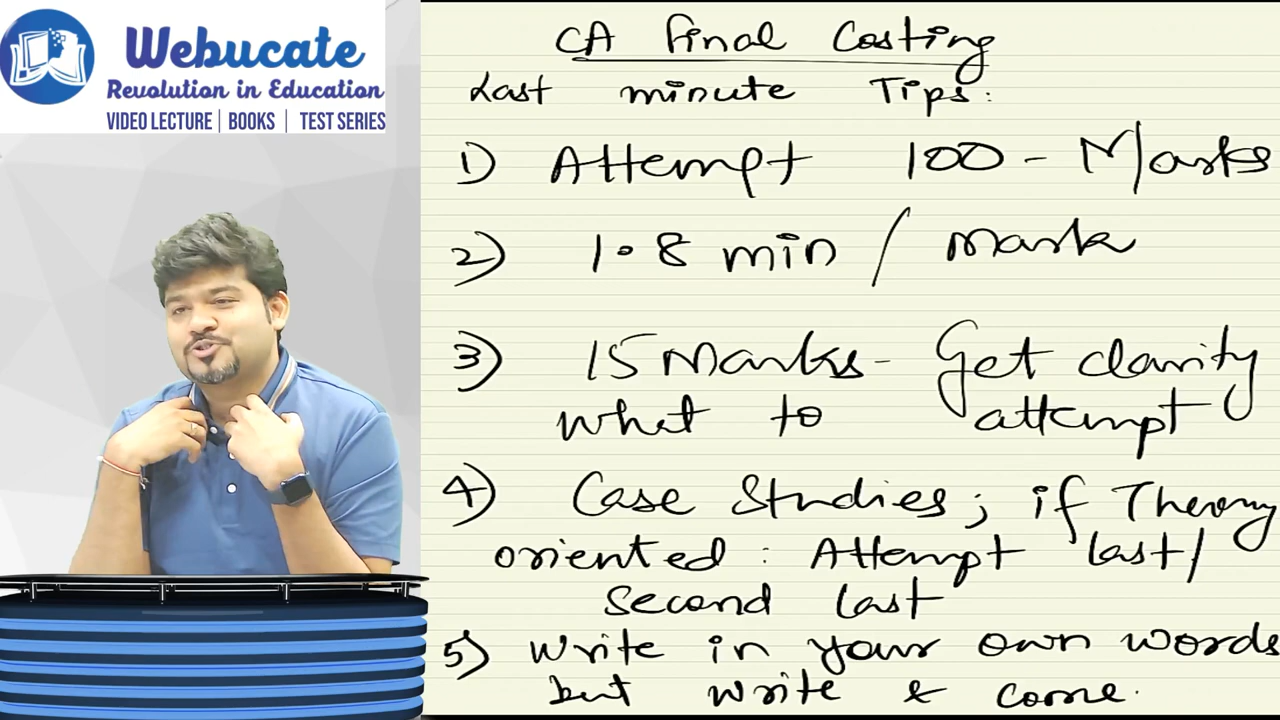 Webucate
Revolution in Education
VIDEO LECTURE | BOOKS | TEST SERIES
CA Final Costing
Last minute Tips:
1) Attempt 100 - Marks
2) 1.8 min / mark
3) 15 Marks - Get clarity
what to attempt
4) Case Studies; if Theory
oriented: Attempt last/
Second last
5) Write in your own words
but write & come.